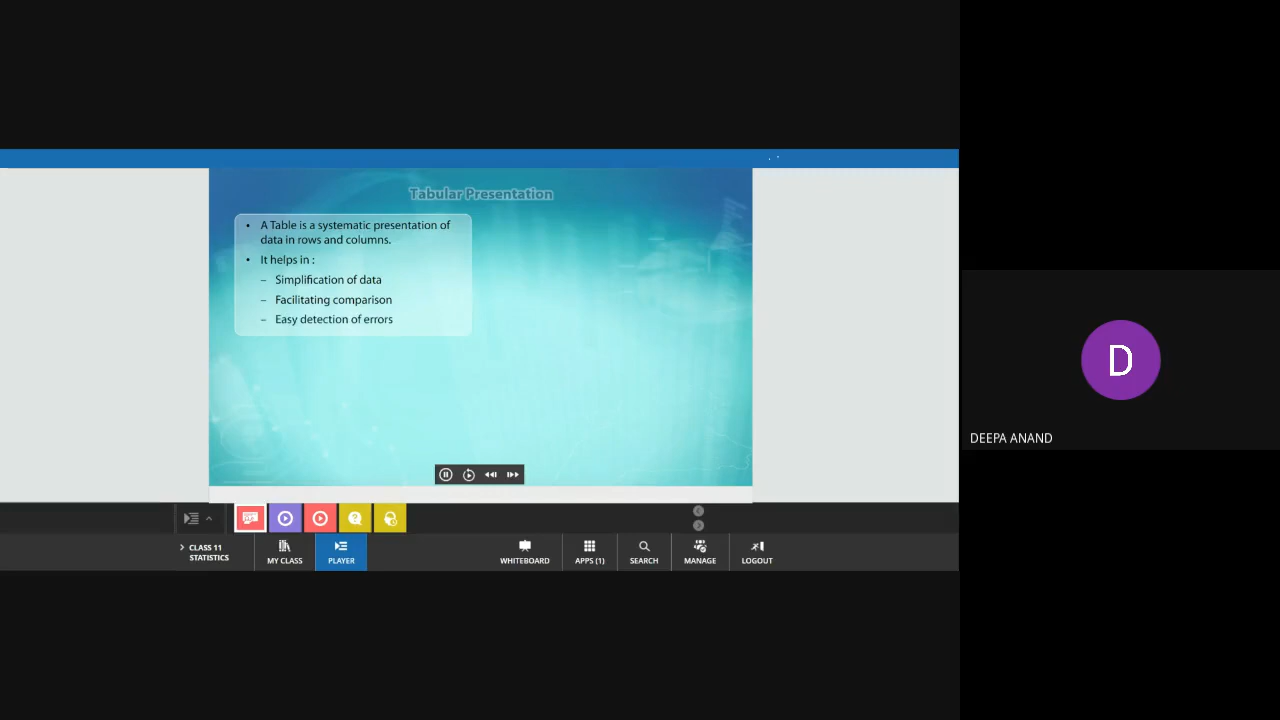 Tabular Presentation
• A Table is a systematic presentation of
data in rows and columns.
• It helps in :
– Simplification of data
– Facilitating comparison
– Easy detection of errors
D
DEEPA ANAND
CLASS 11
STATISTICS
MY CLASS
PLAYER
WHITEBOARD
APPS (1)
SEARCH
MANAGE
LOGOUT